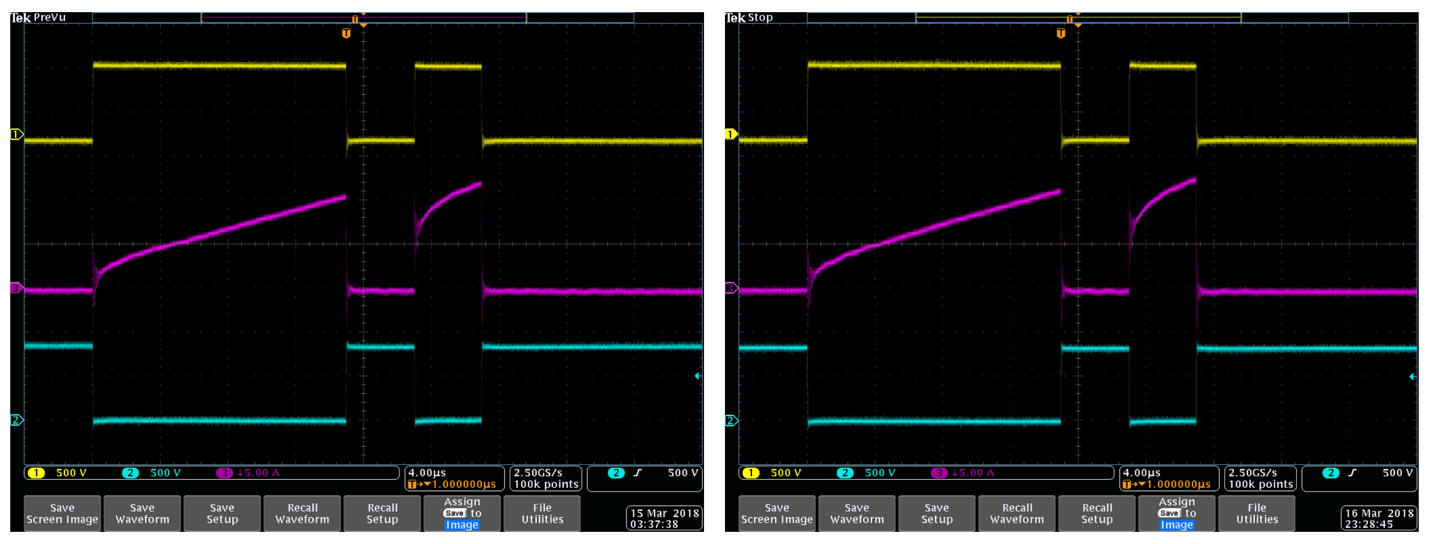 Tek PreVu
T
T
1
3
2
1 500 V 2 500 V 3 ↓5.00 A
4.00µs
T→▼1.000000µs
2.50GS/s
100k points
2 500 V
Save
Screen Image
Save
Waveform
Save
Setup
Recall
Waveform
Recall
Setup
Assign
Save to
Image
File
Utilities
15 Mar 2018
03:37:38
Tek Stop
T
T
1
3
2
1 500 V 2 500 V 3 ↓5.00 A
4.00µs
T→▼1.000000µs
2.50GS/s
100k points
2 500 V
Save
Screen Image
Save
Waveform
Save
Setup
Recall
Waveform
Recall
Setup
Assign
Save to
Image
File
Utilities
16 Mar 2018
23:28:45